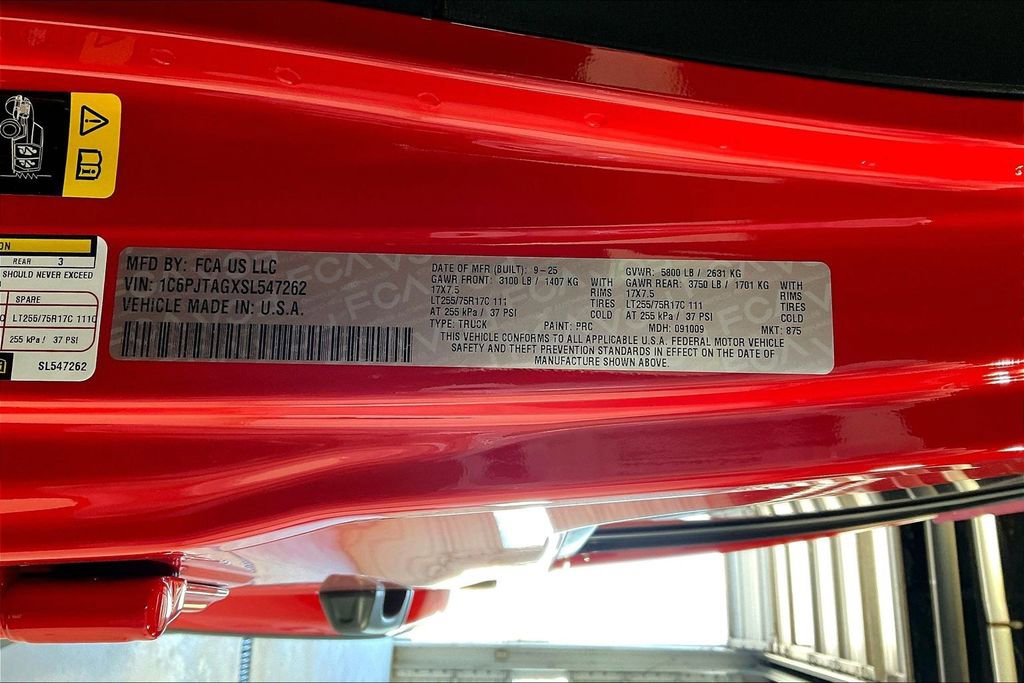 ON
REAR 3
SHOULD NEVER EXCEED
SPARE
LT255/75R17C 111
255 kPa / 37 PSI
SL547262
MFD BY: FCA US LLC
VIN: 1C6PJTAGXSL547262
VEHICLE MADE IN: U.S.A.
DATE OF MFR (BUILT): 9-25
GAWR FRONT: 3100 LB / 1407 KG WITH
17X7.5 RIMS
LT255/75R17C 111 TIRES
AT 255 kPa / 37 PSI COLD
TYPE: TRUCK PAINT: PRC
GVWR: 5800 LB / 2631 KG
GAWR REAR: 3750 LB / 1701 KG WITH
17X7.5 RIMS
LT255/75R17C 111 TIRES
AT 255 kPa / 37 PSI COLD
MDH: 091009 MKT: 875
THIS VEHICLE CONFORMS TO ALL APPLICABLE U.S.A. FEDERAL MOTOR VEHICLE
SAFETY AND THEFT PREVENTION STANDARDS IN EFFECT ON THE DATE OF
MANUFACTURE SHOWN ABOVE.